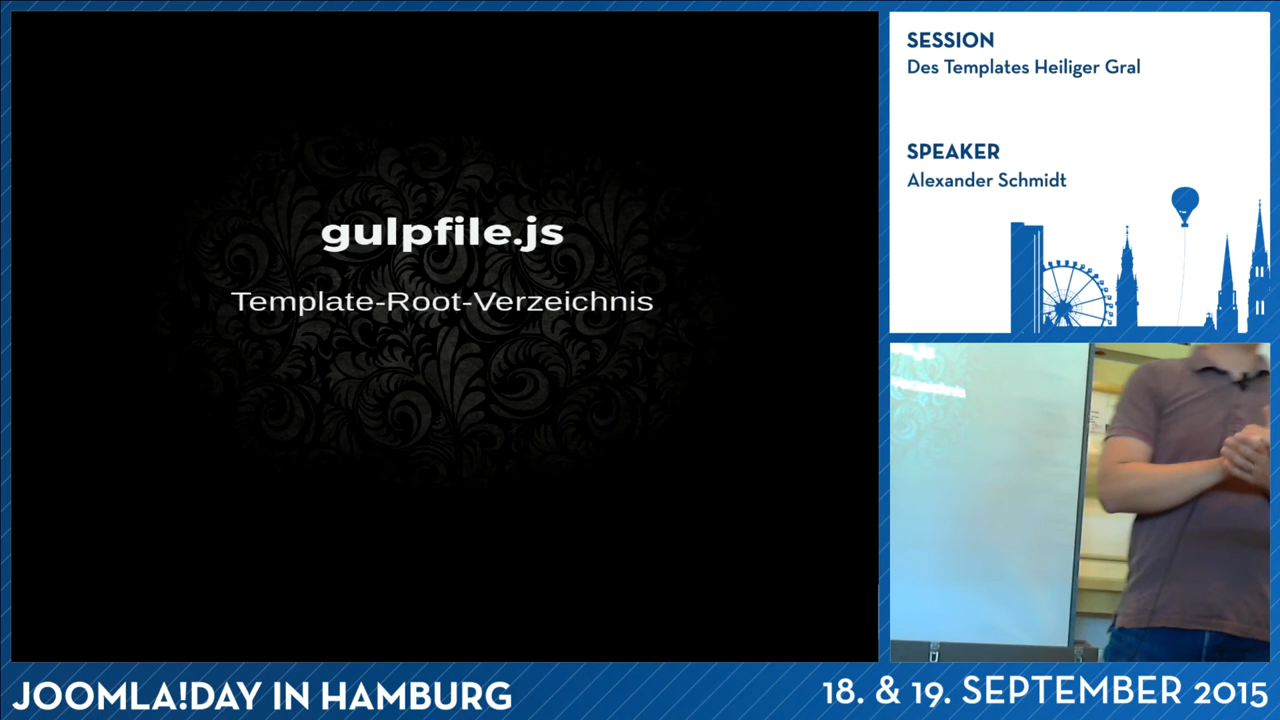 gulpfile.js
Template-Root-Verzeichnis
SESSION
Des Templates Heiliger Gral
SPEAKER
Alexander Schmidt
JOOMLA!DAY IN HAMBURG
18. & 19. SEPTEMBER 2015